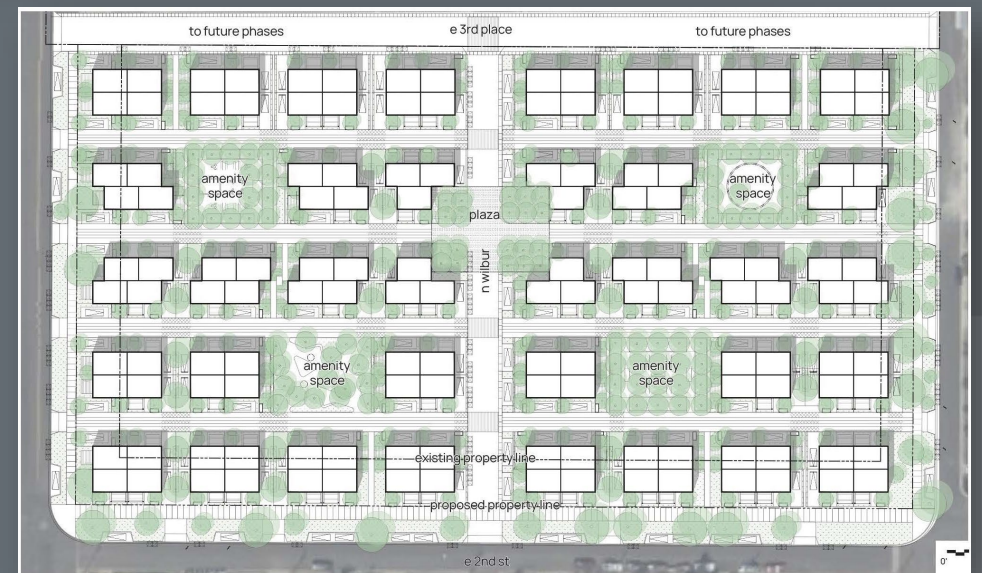 to future phases
e 3rd place
to future phases
amenity
space
amenity
space
plaza
n wilbur
amenity
space
amenity
space
existing property line
proposed property line
e 2nd st
0'